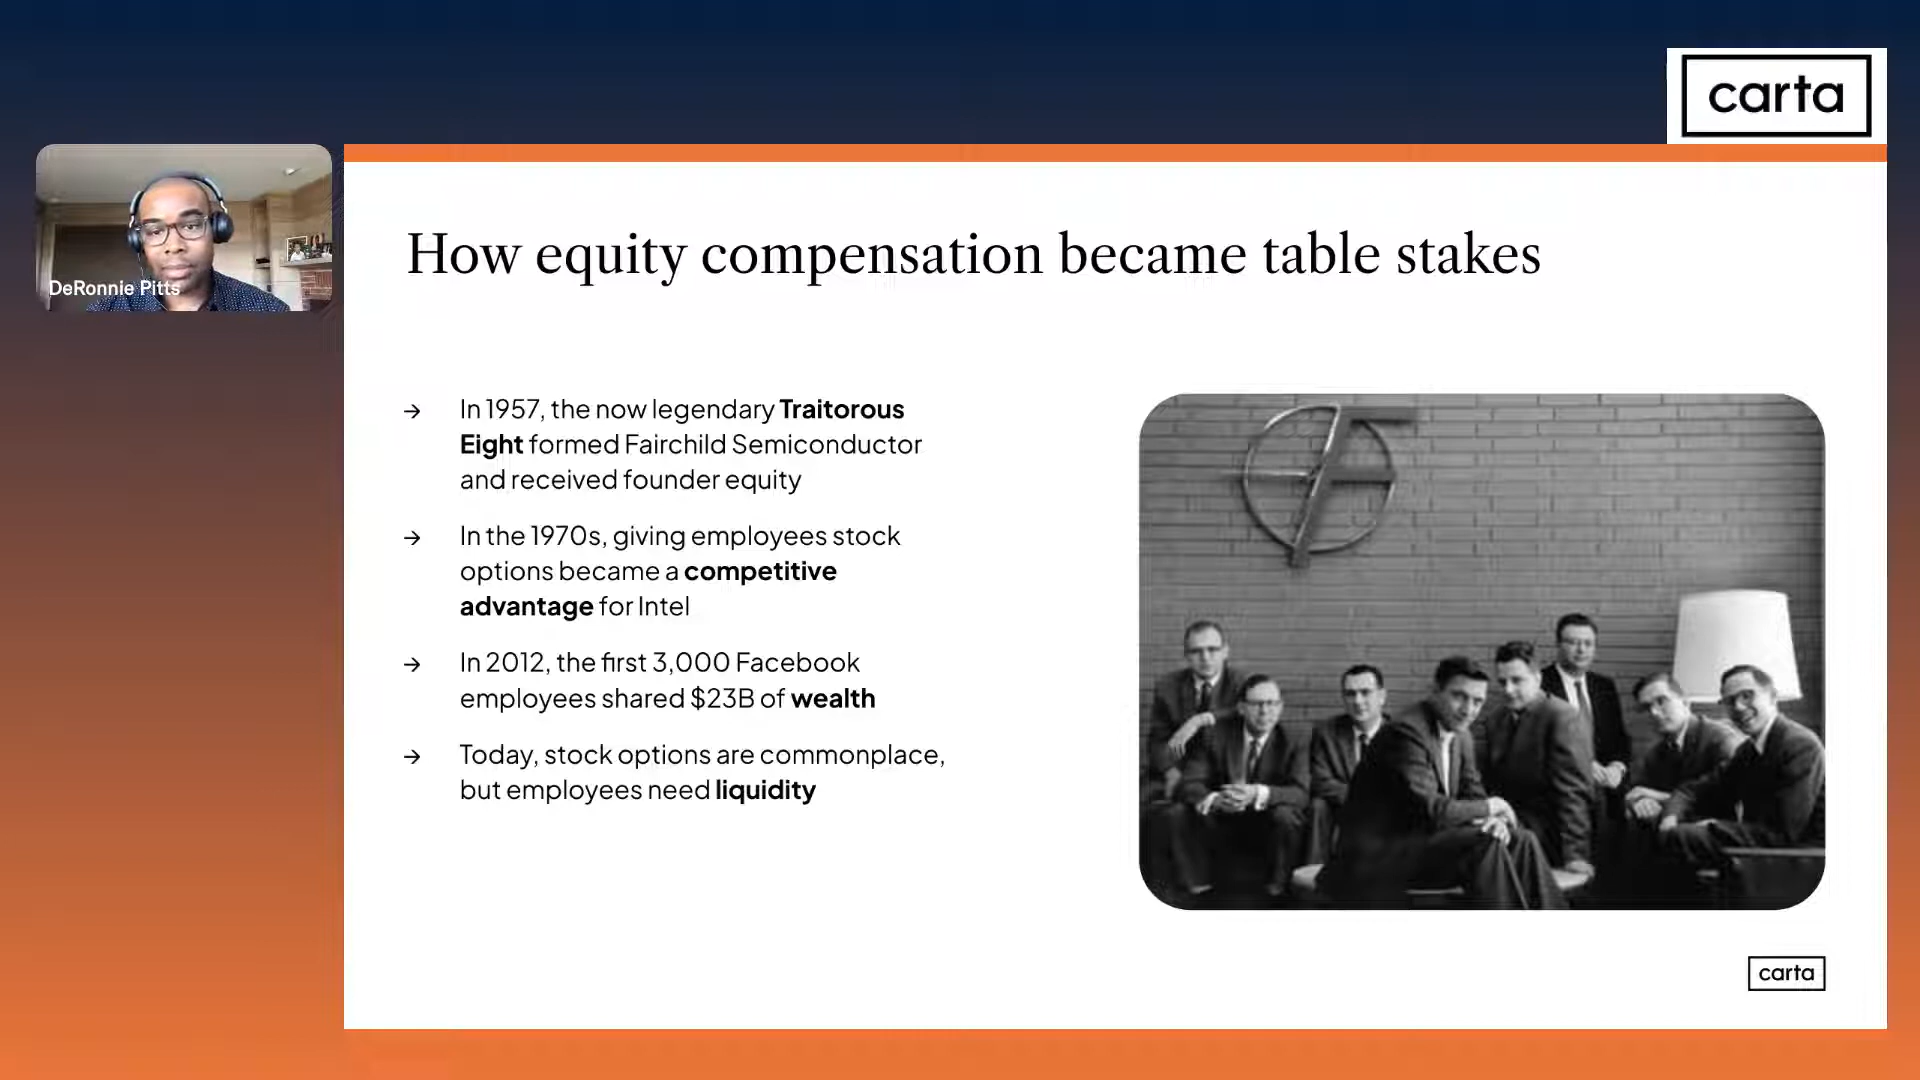 carta
DeRonnie Pitts
How equity compensation became table stakes
→ In 1957, the now legendary Traitorous
Eight formed Fairchild Semiconductor
and received founder equity
→ In the 1970s, giving employees stock
options became a competitive
advantage for Intel
→ In 2012, the first 3,000 Facebook
employees shared $23B of wealth
→ Today, stock options are commonplace,
but employees need liquidity
carta